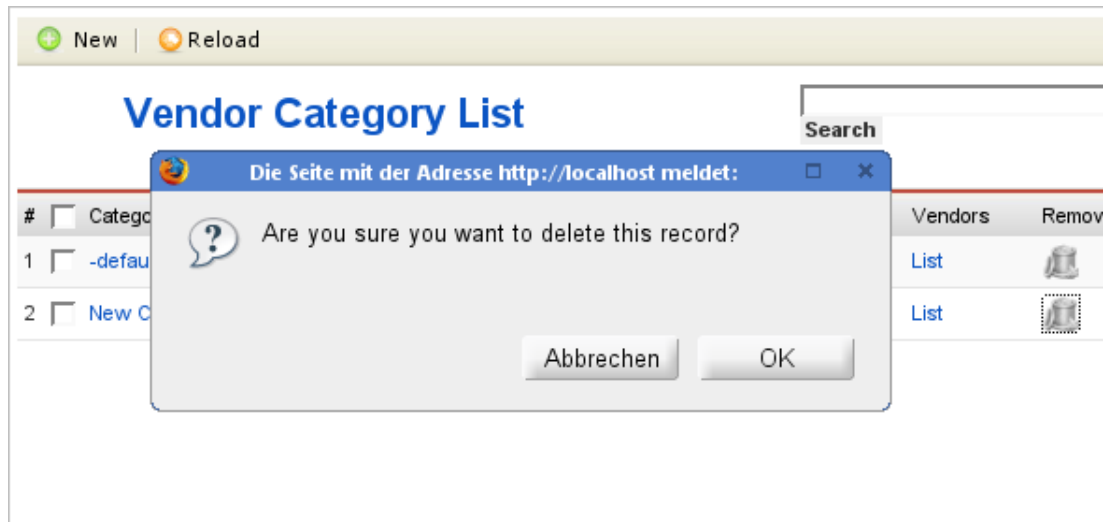 New | Reload
Vendor Category List
Search
Die Seite mit der Adresse http://localhost meldet:
# Vendors
Are you sure you want to delete this record?
1 List
2 New List
Abbrechen OK